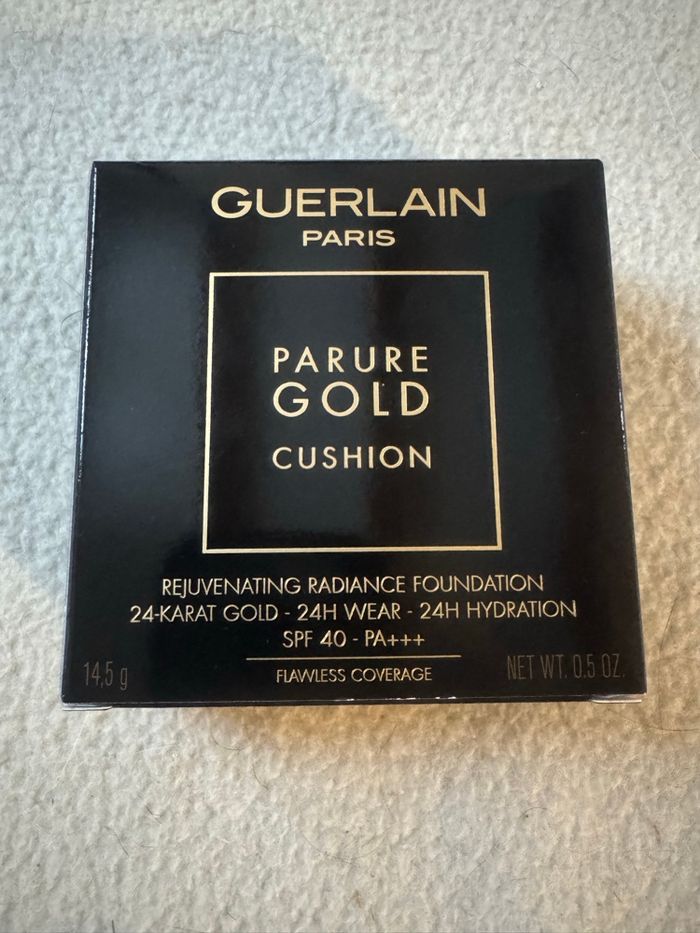 GUERLAIN
PARIS
PARURE
GOLD
CUSHION
REJUVENATING RADIANCE FOUNDATION
24-KARAT GOLD - 24H WEAR - 24H HYDRATION
SPF 40 - PA+++
14,5 g
FLAWLESS COVERAGE
NET WT. 0.5 OZ.